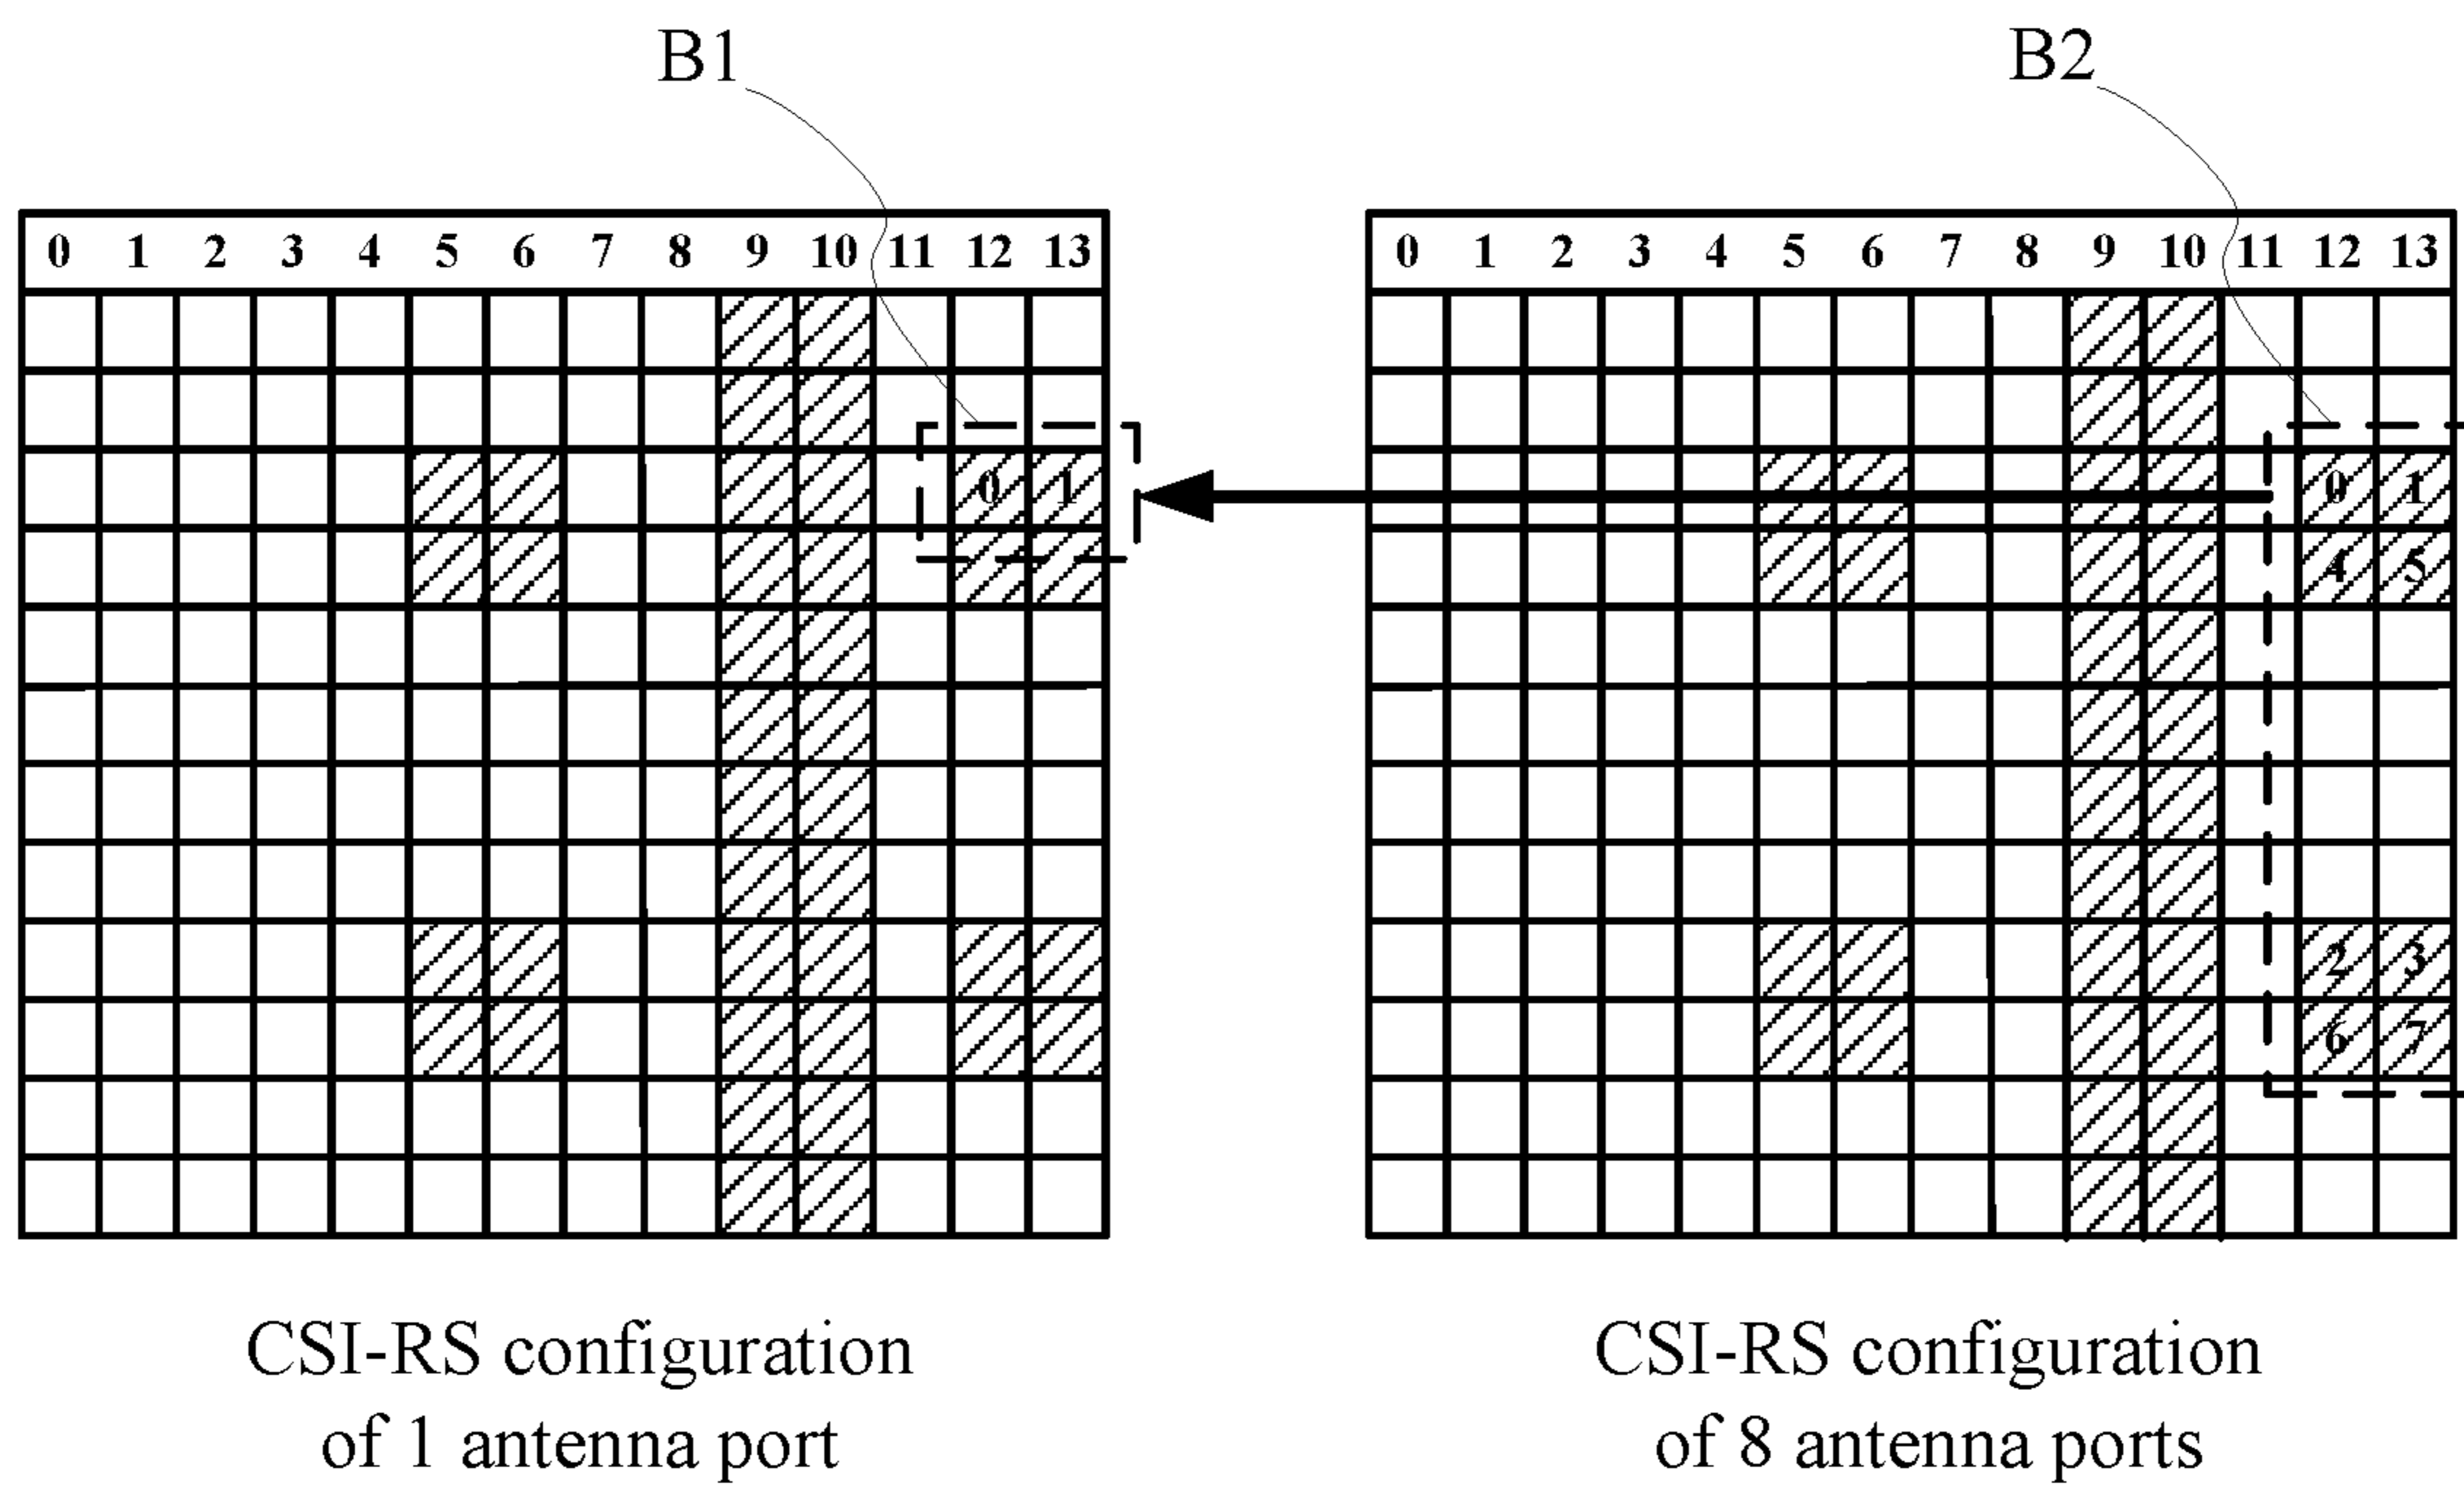 B1
B2
0 1 2 3 4 5 6 7 8 9 10 11 12 13
0 1 2 3 4 5 6 7 8 9 10 11 12 13
0 1
0 1
4 5
2 3
6 7
CSI-RS configuration
of 1 antenna port
CSI-RS configuration
of 8 antenna ports